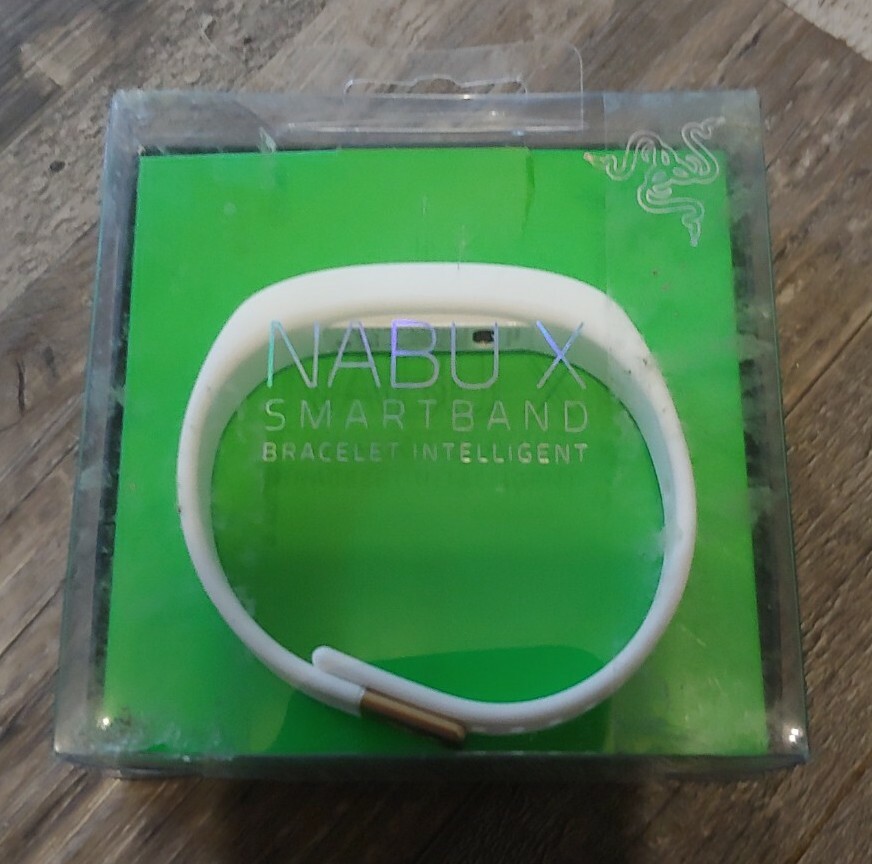 NABU X
SMARTBAND
BRACELET INTELLIGENT